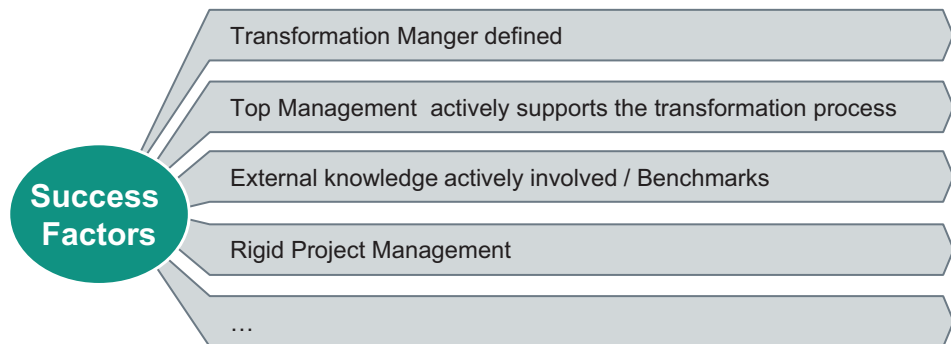 Transformation Manger defined
Top Management  actively supports the transformation process
External knowledge actively involved / Benchmarks
Success
Factors
Rigid Project Management
…